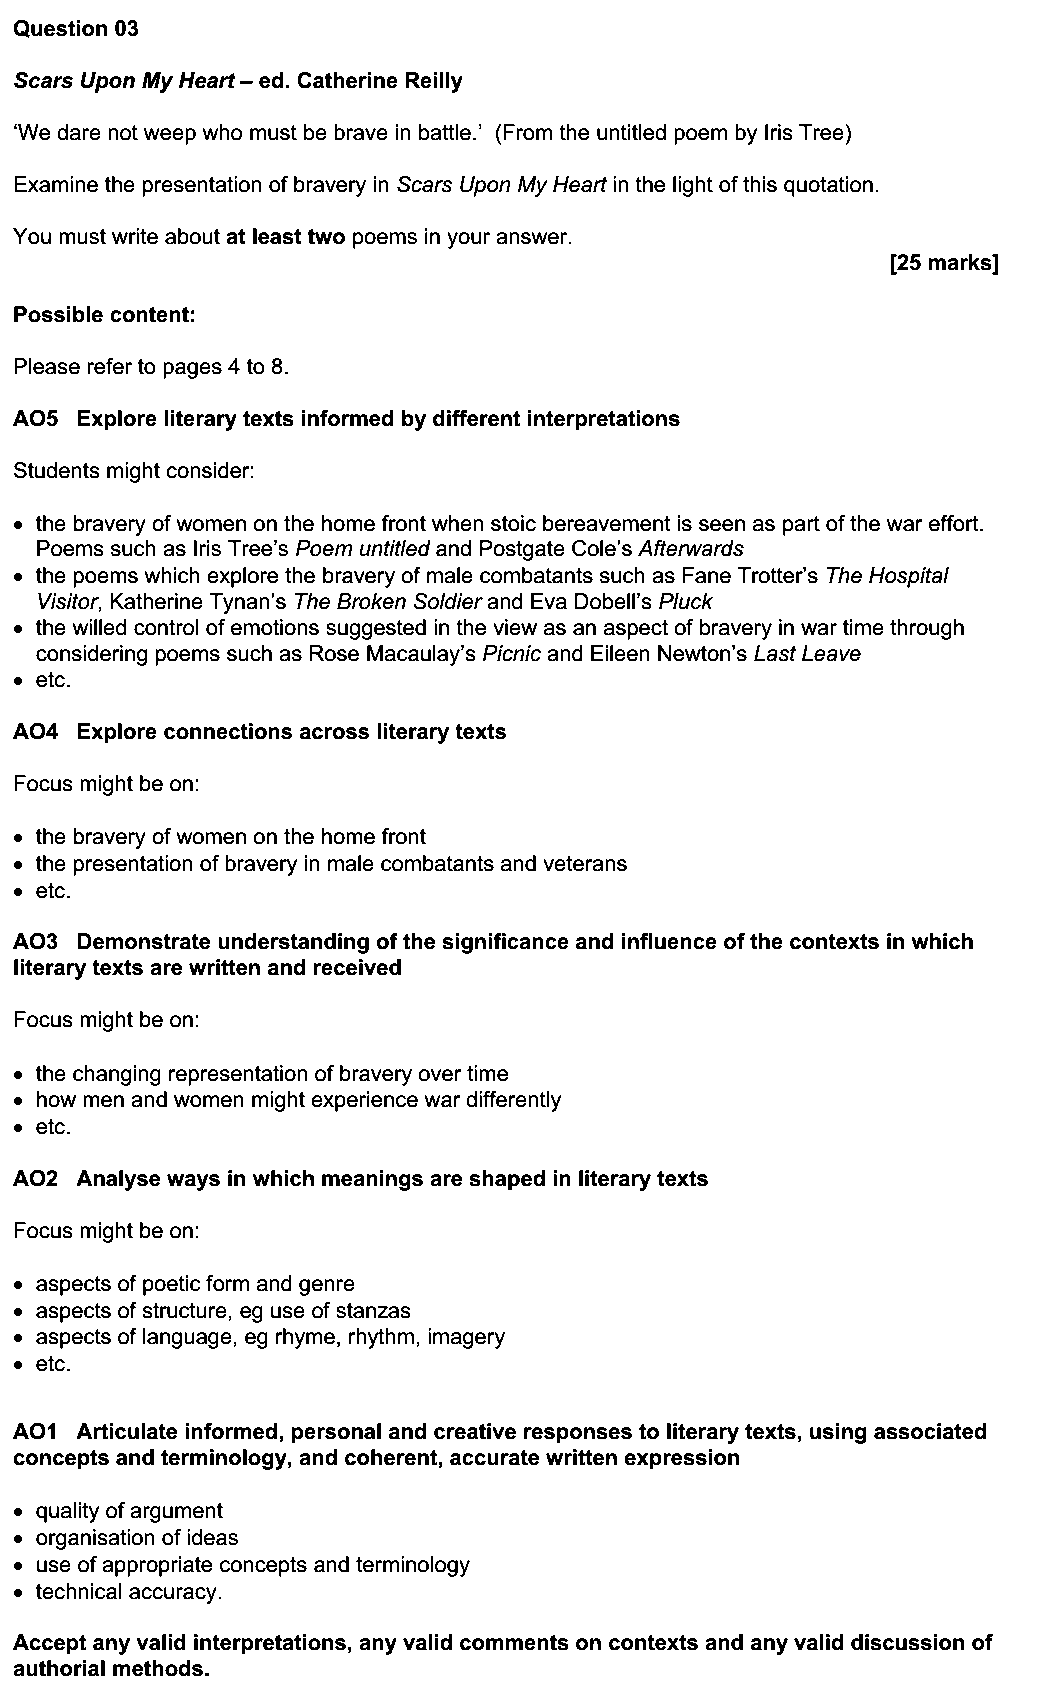 Question 03
Scars Upon My Heart – ed. Catherine Reilly
‘We dare not weep who must be brave in battle.’ (From the untitled poem by Iris Tree)
Examine the presentation of bravery in Scars Upon My Heart in the light of this quotation.
You must write about at least two poems in your answer.
[25 marks]
Possible content:
Please refer to pages 4 to 8.
AO5 Explore literary texts informed by different interpretations
Students might consider:
• the bravery of women on the home front when stoic bereavement is seen as part of the war effort.
Poems such as Iris Tree’s Poem untitled and Postgate Cole’s Afterwards
• the poems which explore the bravery of male combatants such as Fane Trotter’s The Hospital
Visitor, Katherine Tynan’s The Broken Soldier and Eva Dobell’s Pluck
• the willed control of emotions suggested in the view as an aspect of bravery in war time through
considering poems such as Rose Macaulay’s Picnic and Eileen Newton’s Last Leave
• etc.
AO4 Explore connections across literary texts
Focus might be on:
• the bravery of women on the home front
• the presentation of bravery in male combatants and veterans
• etc.
AO3 Demonstrate understanding of the significance and influence of the contexts in which
literary texts are written and received
Focus might be on:
• the changing representation of bravery over time
• how men and women might experience war differently
• etc.
AO2 Analyse ways in which meanings are shaped in literary texts
Focus might be on:
• aspects of poetic form and genre
• aspects of structure, eg use of stanzas
• aspects of language, eg rhyme, rhythm, imagery
• etc.
AO1 Articulate informed, personal and creative responses to literary texts, using associated
concepts and terminology, and coherent, accurate written expression
• quality of argument
• organisation of ideas
• use of appropriate concepts and terminology
• technical accuracy.
Accept any valid interpretations, any valid comments on contexts and any valid discussion of
authorial methods.